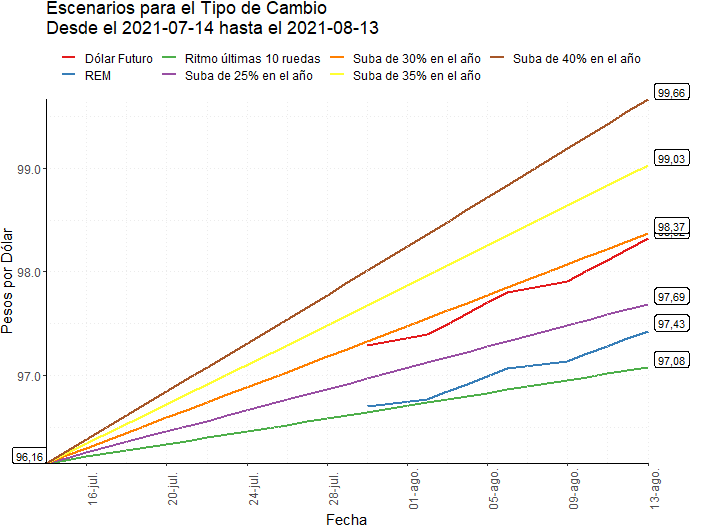 Escenarios para el Tipo de Cambio
Desde el 2021-07-14 hasta el 2021-08-13
Dólar Futuro Ritmo últimas 10 ruedas Suba de 30% en el año Suba de 40% en el año
REM Suba de 25% en el año Suba de 35% en el año
99,66
99.0
99,03
98,37
98.0
97,69
97,43
97.0
97,08
96,16
Pesos por Dólar
16-jul. 20-jul. 24-jul. 28-jul. 01-ago. 05-ago. 09-ago. 13-ago.
Fecha